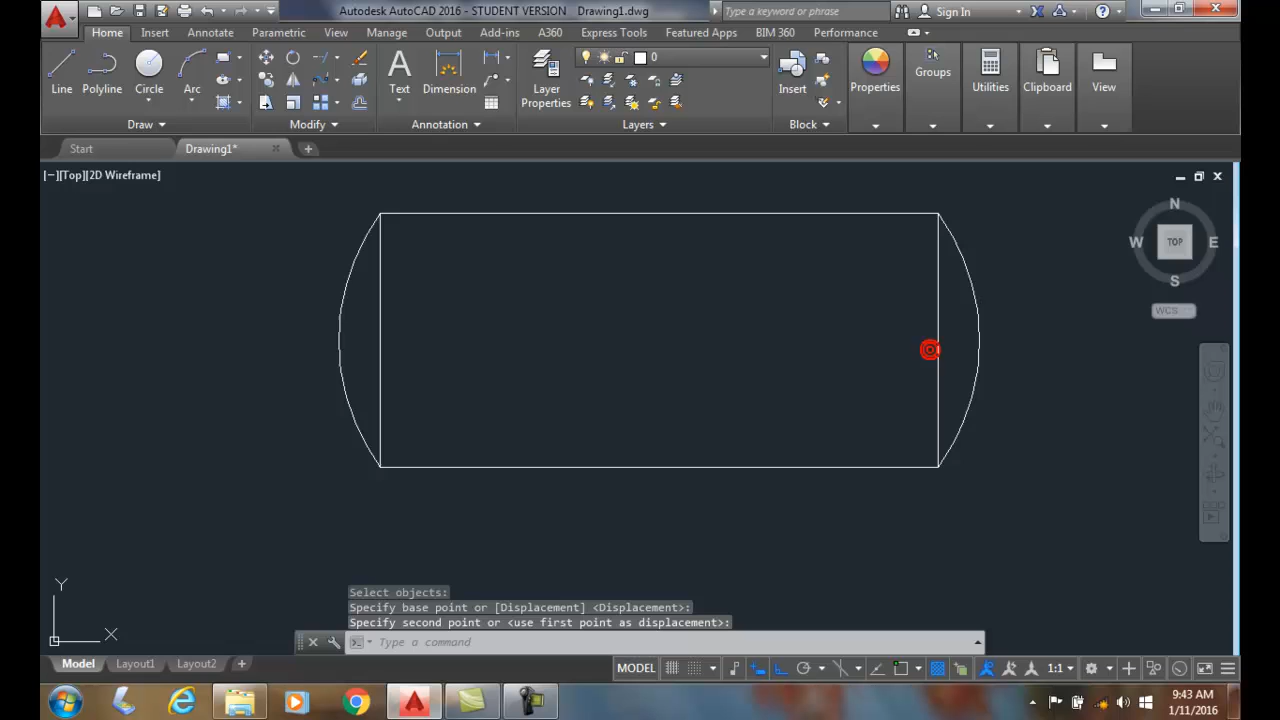 Autodesk AutoCAD 2016 - STUDENT VERSION Drawing1.dwg
Type a keyword or phrase
Sign In
Home Insert Annotate Parametric View Manage Output Add-ins A360 Express Tools Featured Apps BIM 360 Performance
0
Line Polyline Circle Arc Text Dimension Layer Properties Insert Properties Groups Utilities Clipboard View
Draw Modify Annotation Layers Block
Start Drawing1*
[−][Top][2D Wireframe]
N
W TOP E
S
WCS
Y
X
Select objects:
Specify base point or [Displacement] <Displacement>:
Specify second point or <use first point as displacement>:
Type a command
Model Layout1 Layout2
MODEL 1:1
9:43 AM
1/11/2016